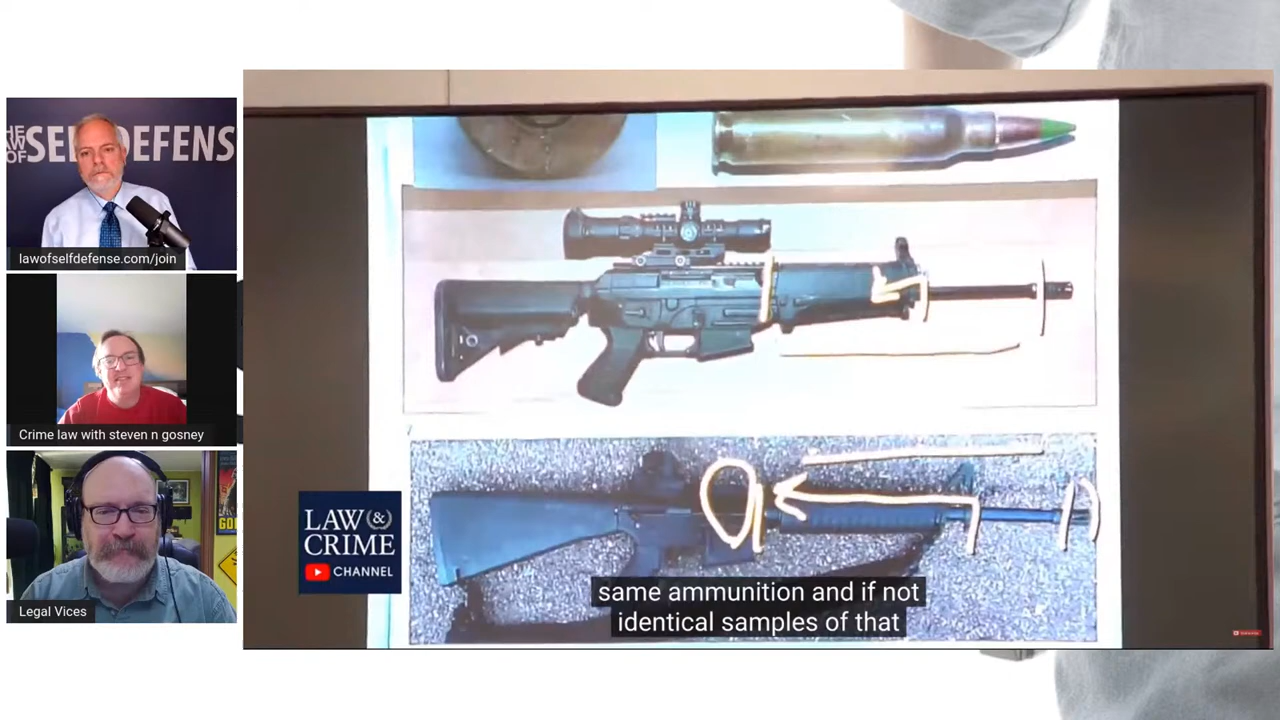 THE
LAW
OF
SELF DEFENS
lawofselfdefense.com/join
Crime law with steven n gosney
Legal Vices
LAW &
CRIME
CHANNEL
same ammunition and if not
identical samples of that